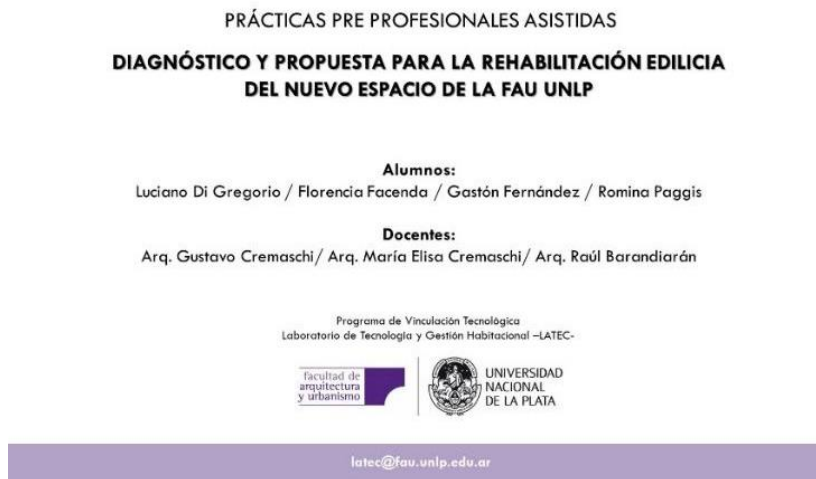 PRÁCTICAS PRE PROFESIONALES ASISTIDAS
DIAGNÓSTICO Y PROPUESTA PARA LA REHABILITACIÓN EDILICIA
DEL NUEVO ESPACIO DE LA FAU UNLP
Alumnos:
Luciano Di Gregorio / Florencia Facenda / Gastón Fernández / Romina Paggis
Docentes:
Arq. Gustavo Cremaschi/ Arq. María Elisa Cremaschi/ Arq. Raúl Barandiarán
Programa de Vinculación Tecnológica
Laboratorio de Tecnología y Gestión Habitacional –LATEC-
facultad de
arquitectura
y urbanismo
UNIVERSIDAD
NACIONAL
DE LA PLATA
latec@fau.unlp.edu.ar